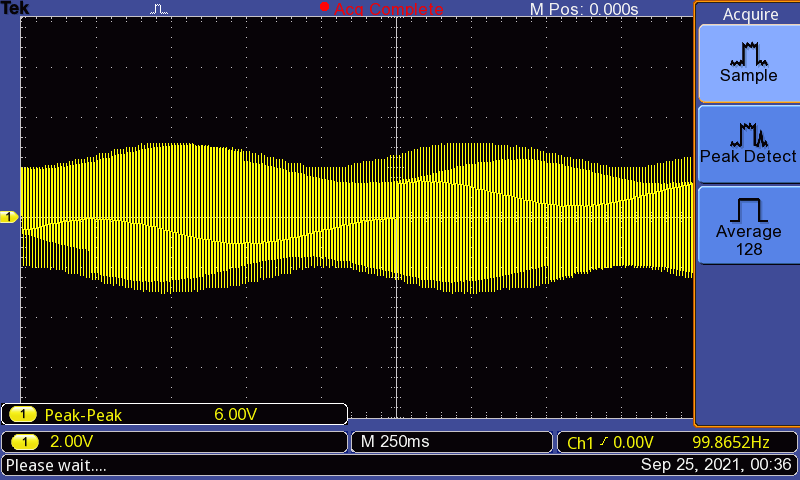 Tek Acq Complete M Pos: 0.000s
Acquire
Sample
Peak Detect
Average
128
1
1 Peak-Peak 6.00V
1 2.00V M 250ms Ch1 0.00V 99.8652Hz
Please wait.... Sep 25, 2021, 00:36